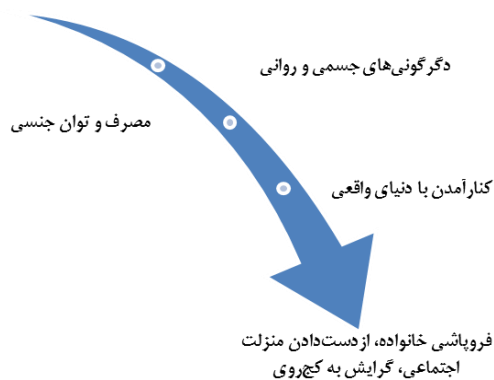 دگرگونی‌های جسمی و روانی
مصرف و توان جنسی
کنارآمدن با دنیای واقعی
فروپاشی خانواده، ازدست‌دادن منزلت
اجتماعی، گرایش به کج‌روی